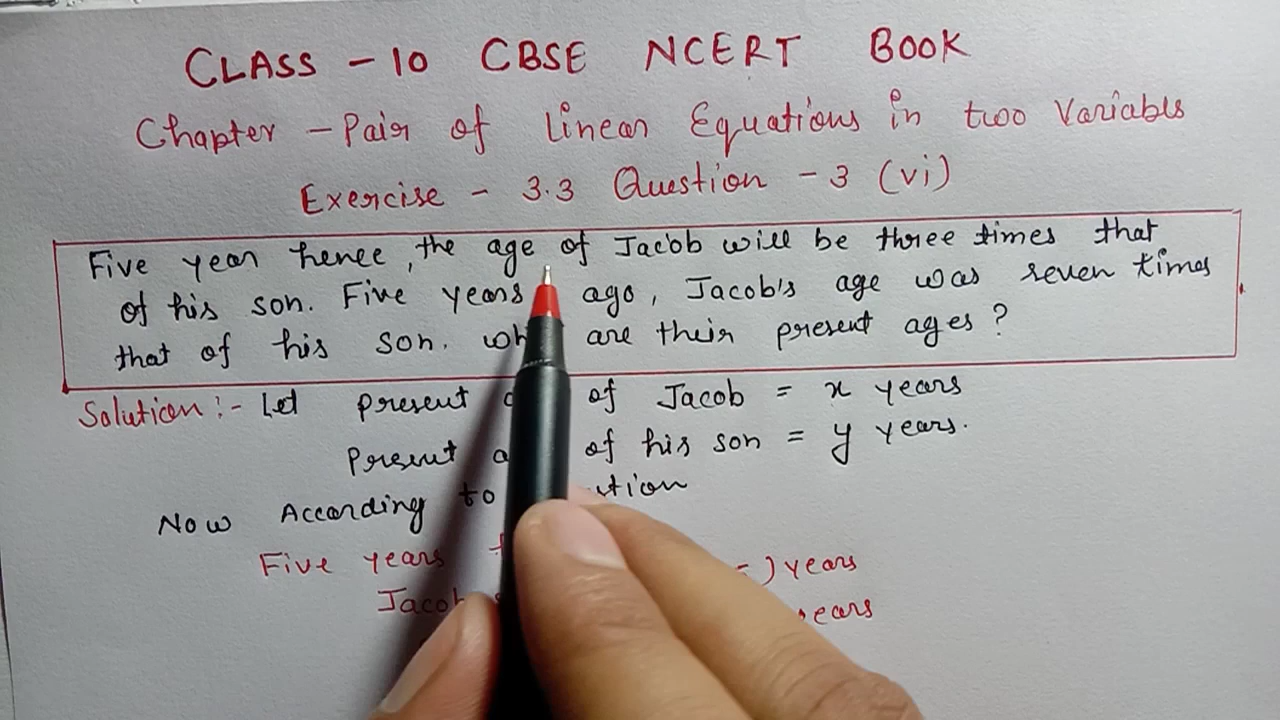 CLASS - 10 CBSE NCERT BOOK
Chapter - Pair of linear Equations in two Variables
Exercise - 3.3 Question - 3 (vi)
Five year hence, the age of Jacob will be three times that
of his son. Five years ago, Jacob's age was seven times
that of his son. are their present ages?
Solution :- Let present of Jacob = x years
Present of his son = y years.
Now According to
Five years ) years
Jacob years